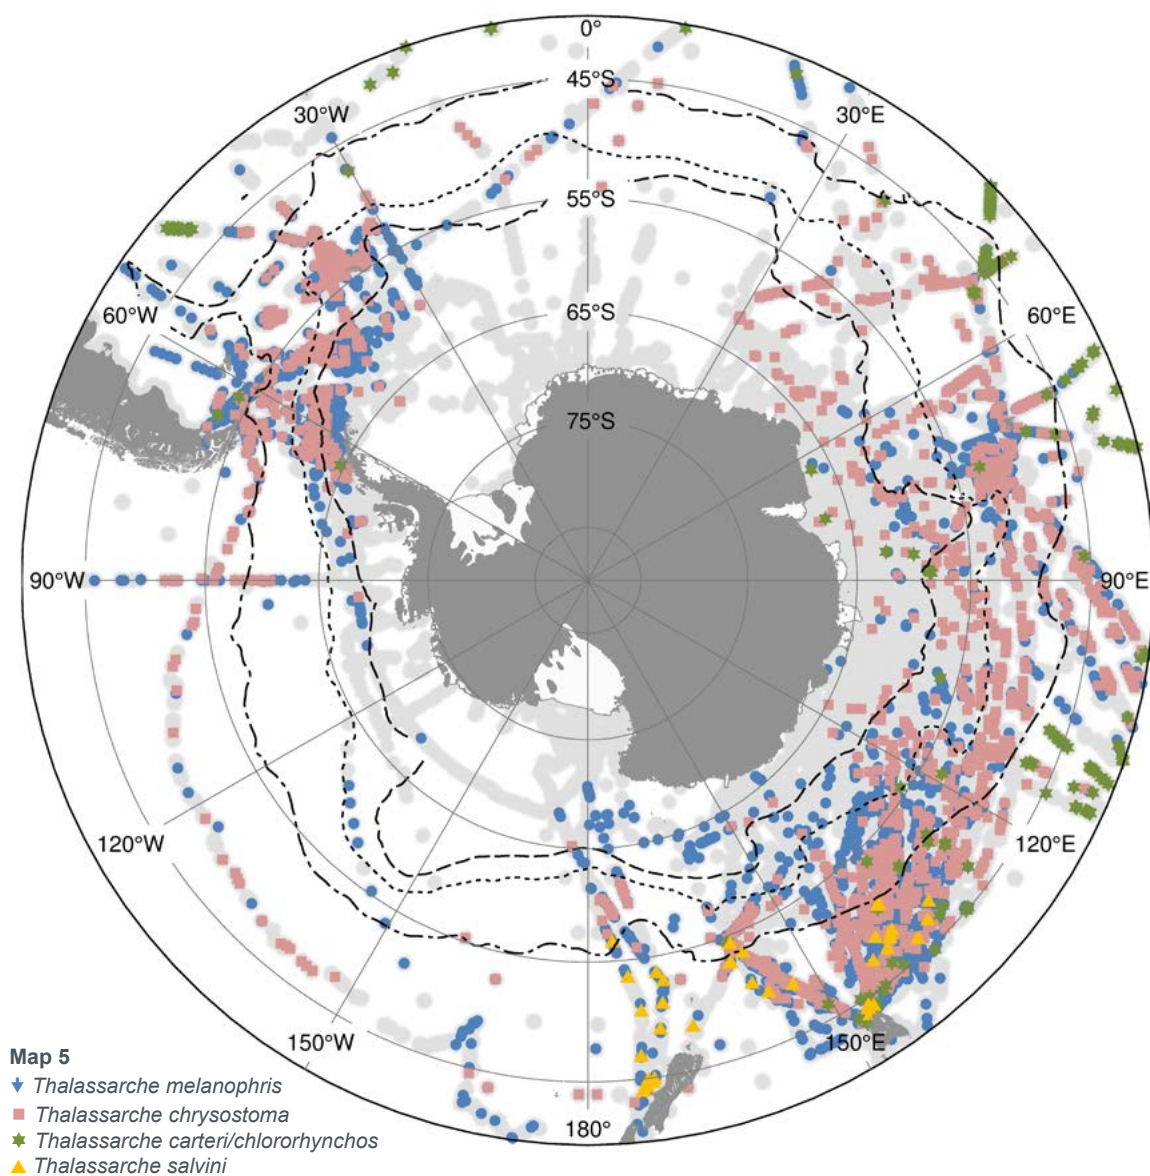 0°
45°S
30°W
30°E
55°S
60°W
65°S
60°E
75°S
90°W
90°E
120°W
120°E
150°W
150°E
180°
Map 5
Thalassarche melanophris
Thalassarche chrysostoma
Thalassarche carteri/chlororhynchos
Thalassarche salvini